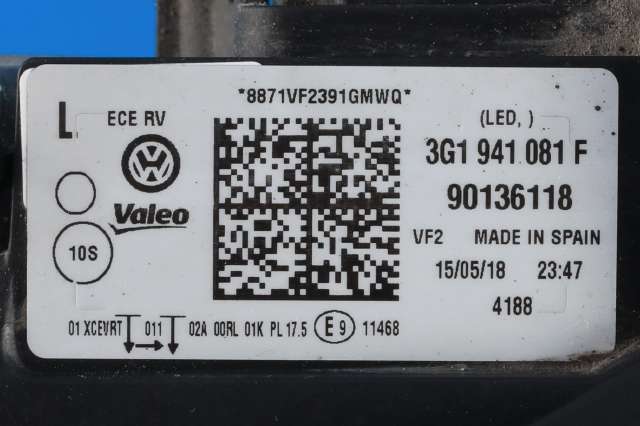 *8871VF2391GMWQ*
L
ECE RV
(LED, )
3G1 941 081 F
Valeo
90136118
10S
VF2 MADE IN SPAIN
15/05/18 23:47
4188
01 XCEVRT 011 02A 00RL 01K PL 17.5 E 9 11468